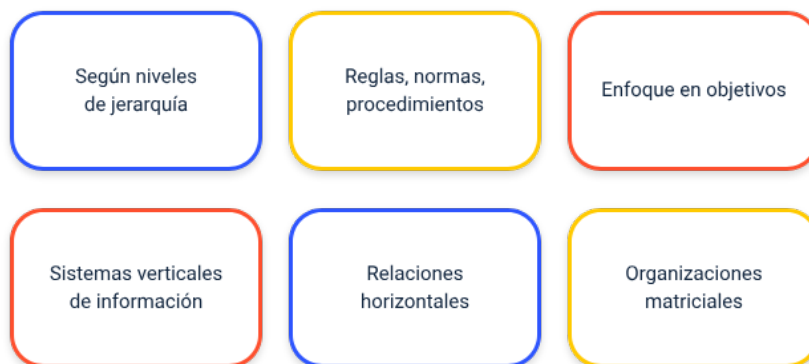 Según niveles
de jerarquía
Reglas, normas,
procedimientos
Enfoque en objetivos
Sistemas verticales
de información
Relaciones
horizontales
Organizaciones
matriciales